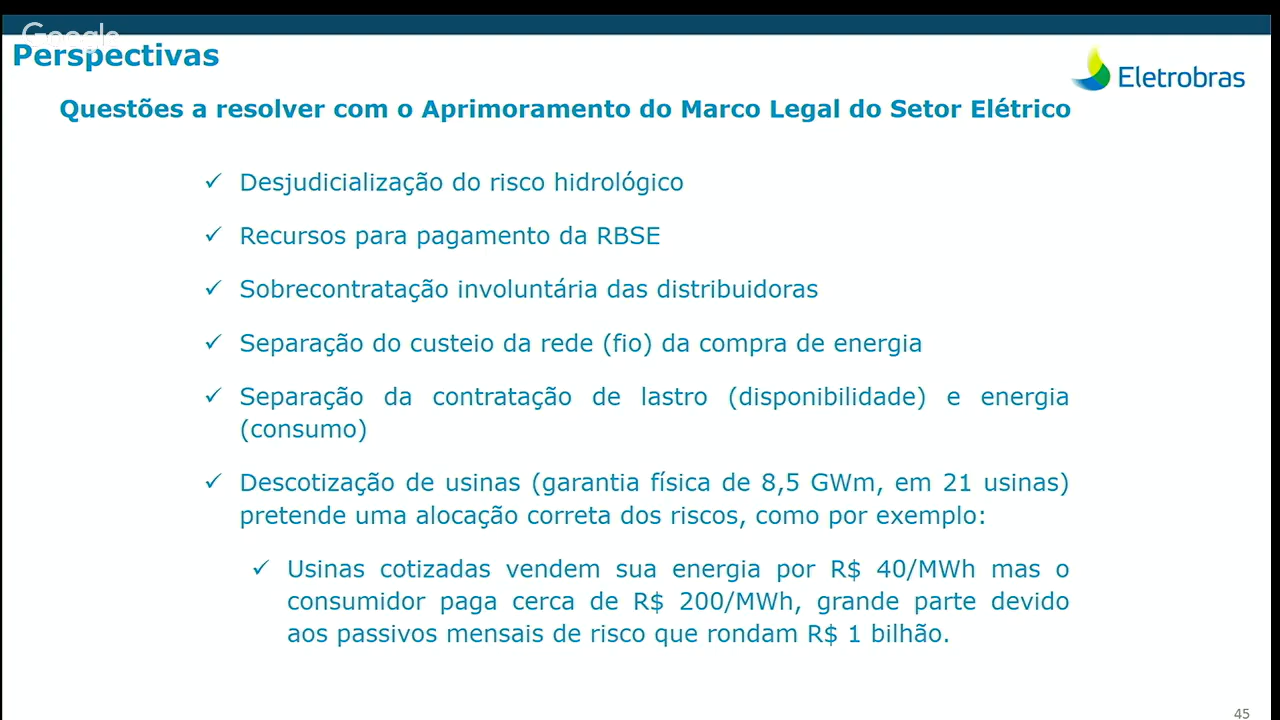 Google
Perspectivas
Eletrobras
Questões a resolver com o Aprimoramento do Marco Legal do Setor Elétrico
✓ Desjudicialização do risco hidrológico
✓ Recursos para pagamento da RBSE
✓ Sobrecontratação involuntária das distribuidoras
✓ Separação do custeio da rede (fio) da compra de energia
✓ Separação da contratação de lastro (disponibilidade) e energia
(consumo)
✓ Descotização de usinas (garantia física de 8,5 GWm, em 21 usinas)
pretende uma alocação correta dos riscos, como por exemplo:
✓ Usinas cotizadas vendem sua energia por R$ 40/MWh mas o
consumidor paga cerca de R$ 200/MWh, grande parte devido
aos passivos mensais de risco que rondam R$ 1 bilhão.
45